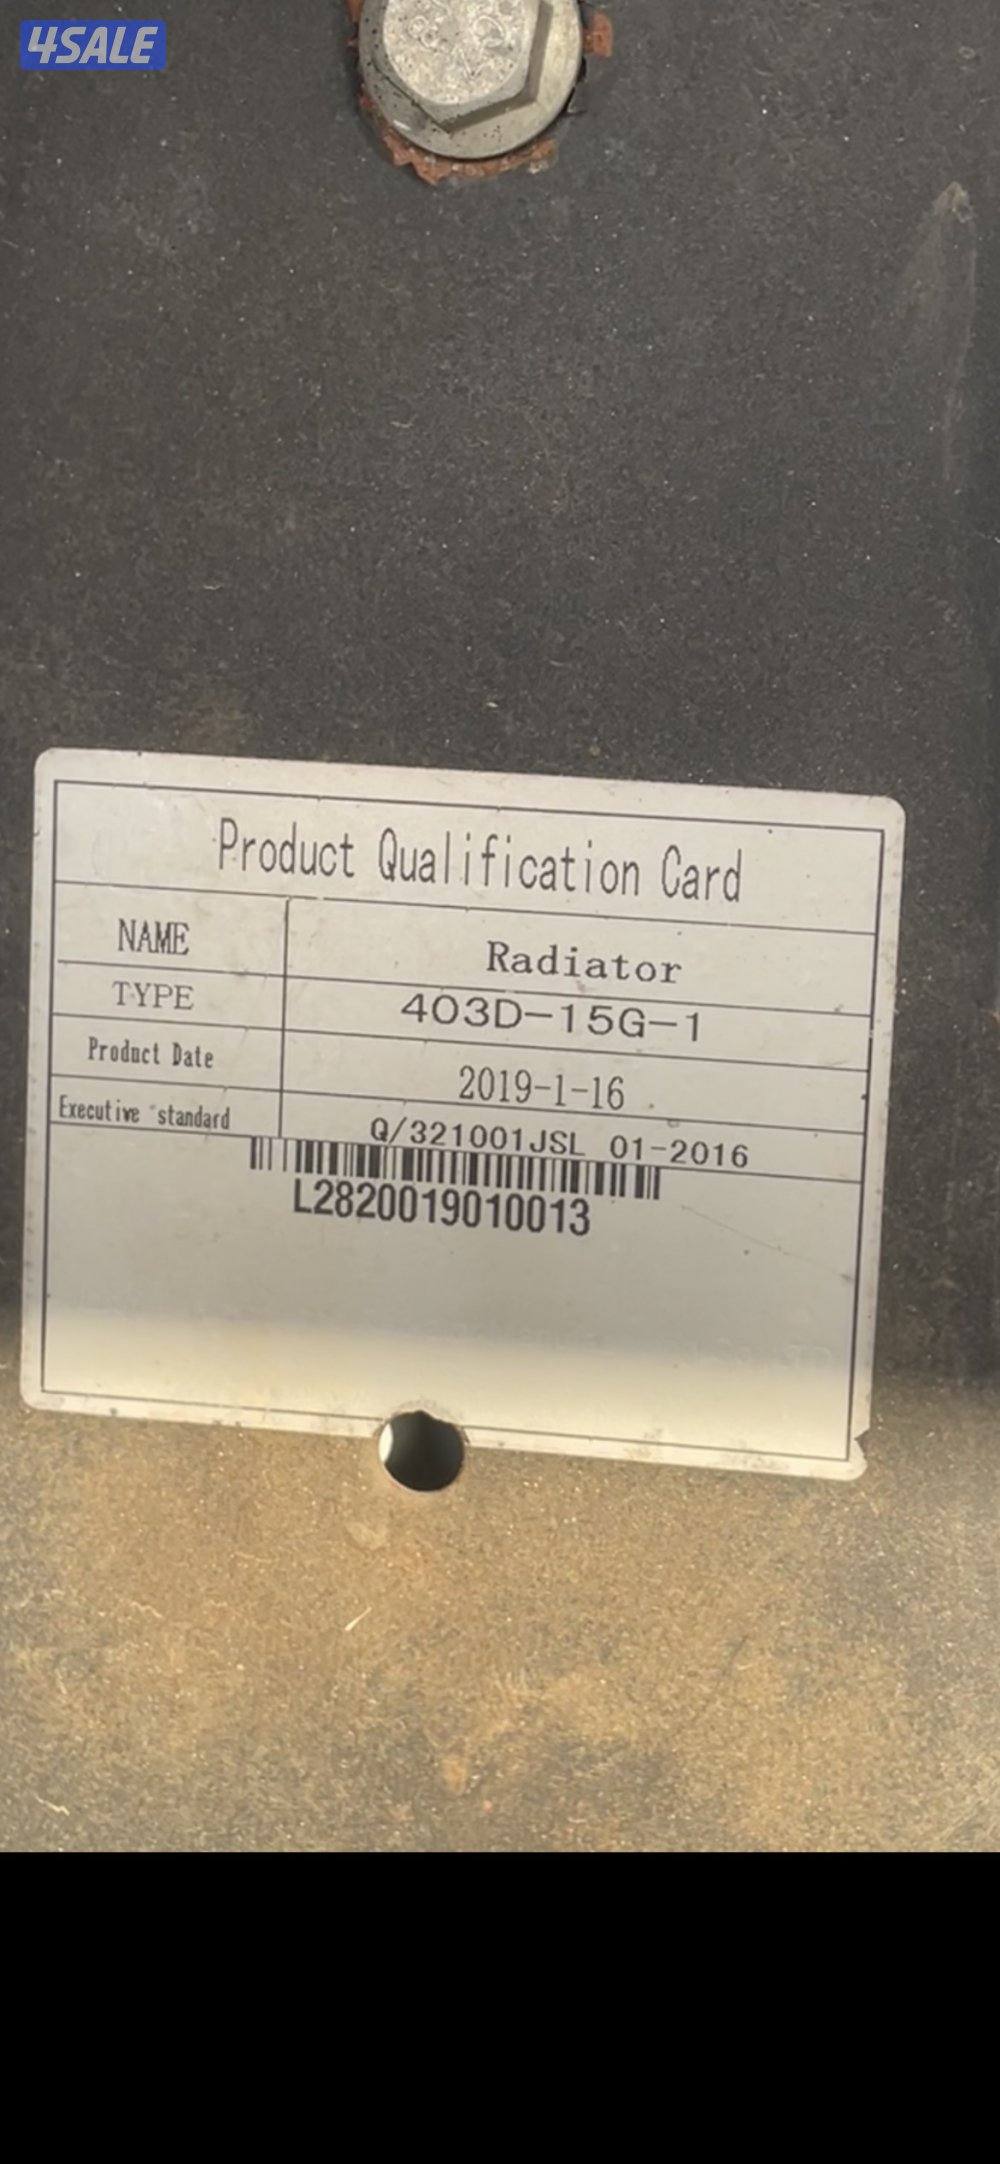 4SALE
Product Qualification Card
NAME Radiator
TYPE 403D-15G-1
Product Date 2019-1-16
Executive standard Q/321001JSL 01-2016
L2820019010013